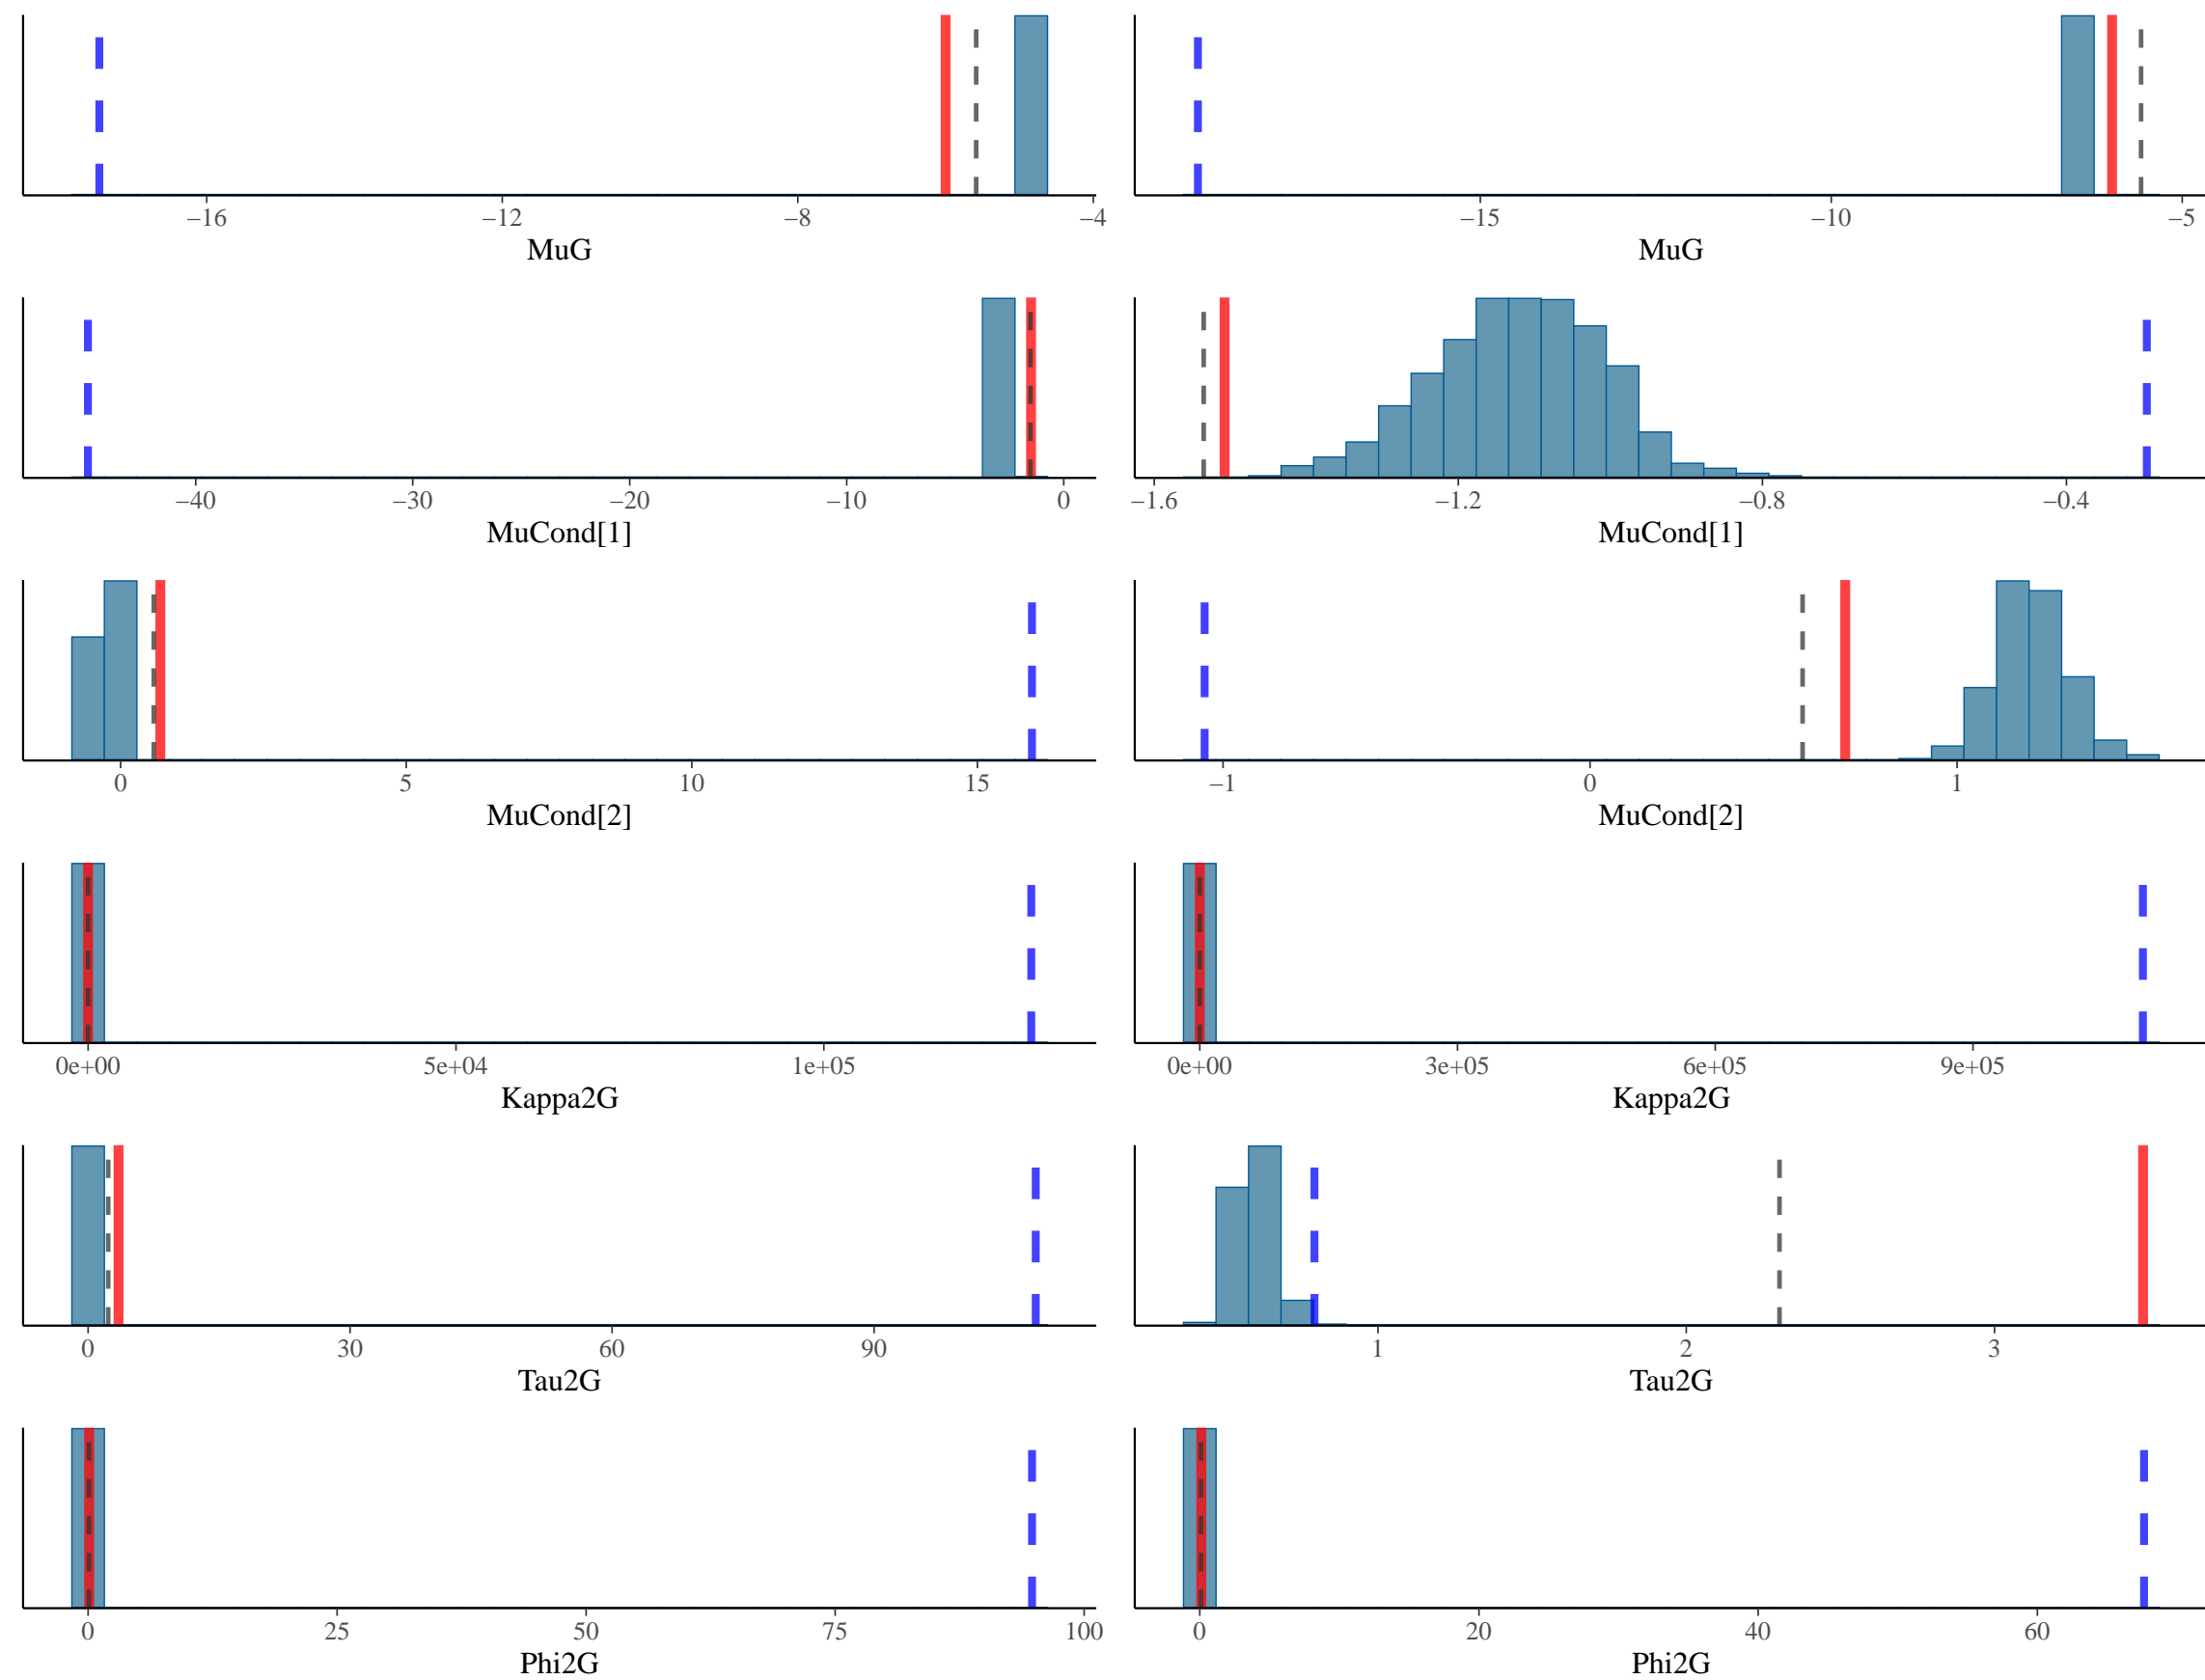 −16 −12 −8 −4 −15 −10 −5
MuG MuG
−40 −30 −20 −10 0 −1.6 −1.2 −0.8 −0.4
MuCond[1] MuCond[1]
0 5 10 15 −1 0 1
MuCond[2] MuCond[2]
0e+00 5e+04 1e+05 0e+00 3e+05 6e+05 9e+05
Kappa2G Kappa2G
0 30 60 90 1 2 3
Tau2G Tau2G
0 25 50 75 100 0 20 40 60
Phi2G Phi2G